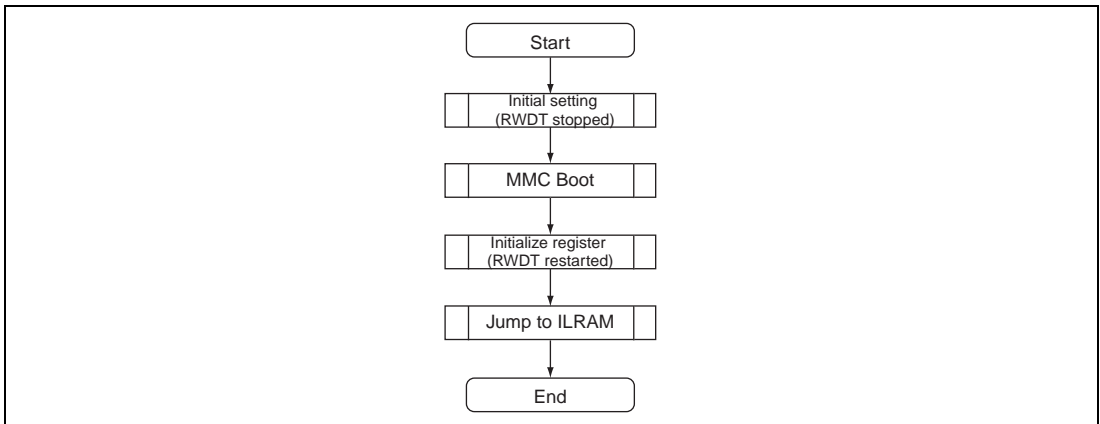 Start
Initial setting
(RWDT stopped)
MMC Boot
Initialize register
(RWDT restarted)
Jump to ILRAM
End